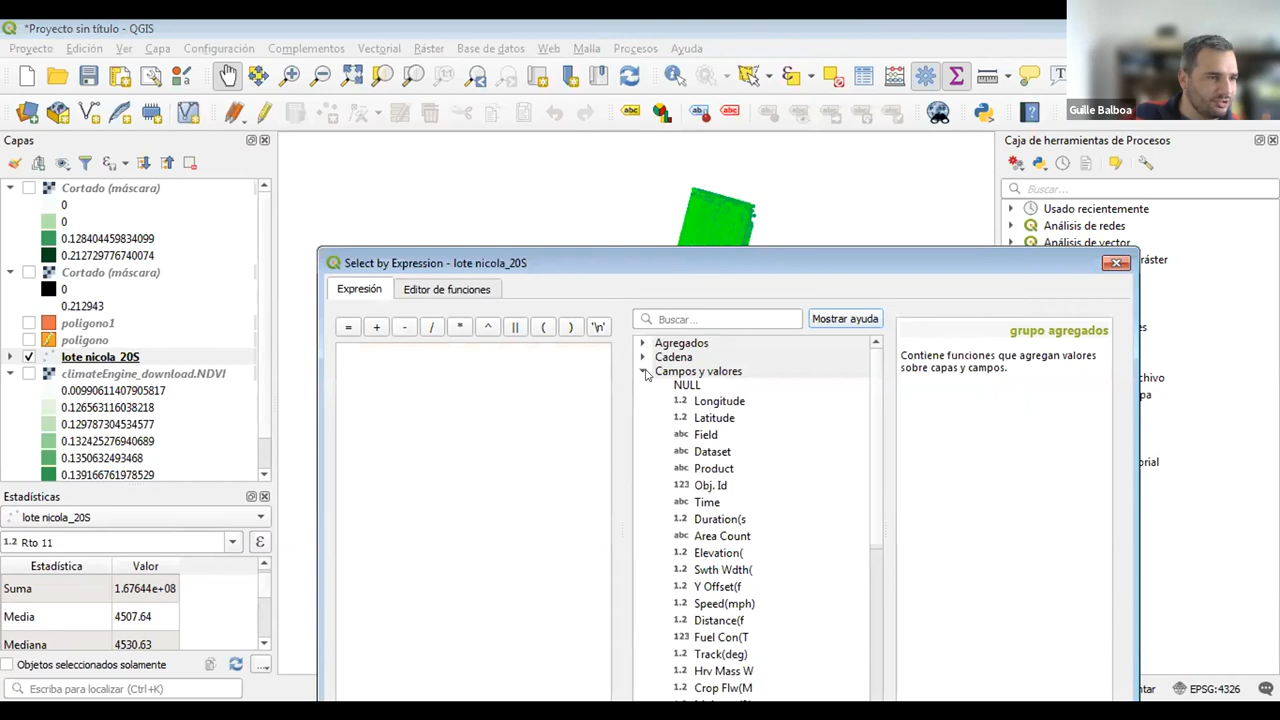 *Proyecto sin título - QGIS
Proyecto Edición Ver Capa Configuración Complementos Vectorial Ráster Base de datos Web Malla Procesos Ayuda
Guille Balboa
Capas
Cortado (máscara)
0
0
0.128404459834099
0.212729776740074
Cortado (máscara)
0
0.212943
poligono1
poligono
lote nicola_20S
climateEngine_download.NDVI
0.00990611407905817
0.126563116038218
0.129787304534577
0.132425276940689
0.1350632493468
0.139166761978529
Estadísticas
lote nicola_20S
1.2 Rto 11
Estadística Valor
Suma 1.67644e+08
Media 4507.64
Mediana 4530.63
Objetos seleccionados solamente
Escriba para localizar (Ctrl+K)
Select by Expression - lote nicola_20S
Expresión Editor de funciones
= + - / * ^ || ( ) '\n'
Buscar...
Mostrar ayuda
Agregados
Cadena
Campos y valores
NULL
1.2 Longitude
1.2 Latitude
abc Field
abc Dataset
abc Product
123 Obj. Id
abc Time
1.2 Duration(s
abc Area Count
1.2 Elevation(
1.2 Swth Wdth(
1.2 Y Offset(f
1.2 Speed(mph)
1.2 Distance(f
123 Fuel Con(T
1.2 Track(deg)
1.2 Hrv Mass W
1.2 Crop Flw(M
grupo agregados
Contiene funciones que agregan valores
sobre capas y campos.
Caja de herramientas de Procesos
Buscar...
Usado recientemente
Análisis de redes
Análisis de vector
ráster
EPSG:4326